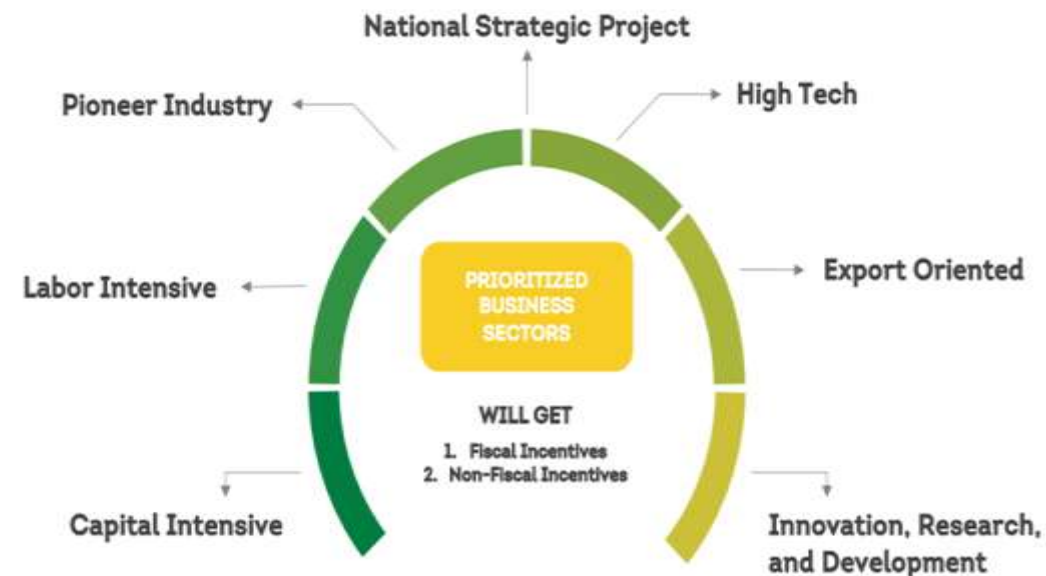 National Strategic Project
Pioneer Industry
High Tech
Labor Intensive
Export Oriented
PRIORITIZED
BUSINESS
SECTORS
WILL GET
1. Fiscal Incentives
2. Non-Fiscal Incentives
Capital Intensive
Innovation, Research,
and Development